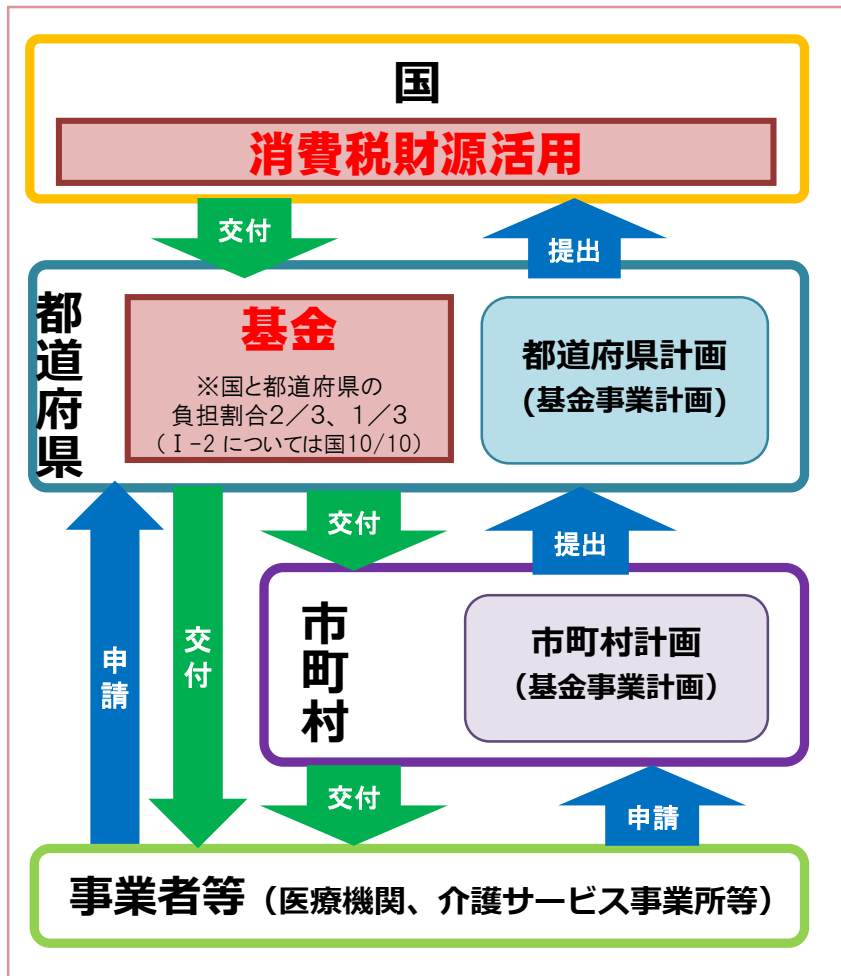 国
消費税財源活用
交付
提出
都道府県
基金
※国と都道府県の
負担割合2/3、1/3
(Ⅰ-2 については国10/10)
都道府県計画
(基金事業計画)
交付
提出
申請
交付
市町村
市町村計画
(基金事業計画)
交付
申請
事業者等(医療機関、介護サービス事業所等)